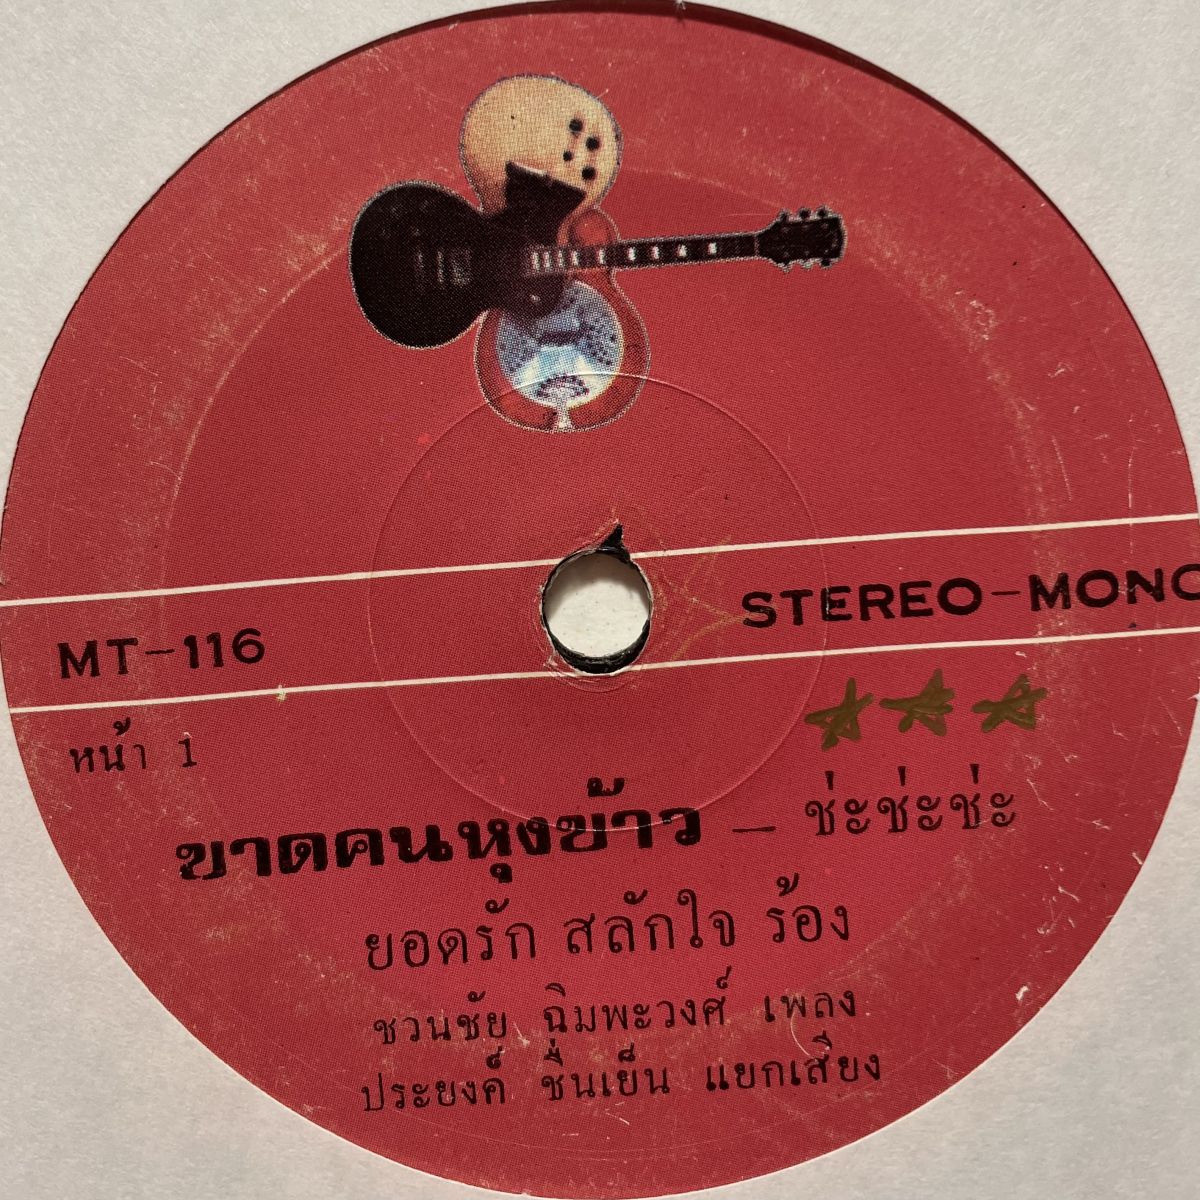 STEREO-MONO
MT-116
หน้า 1
ขาดคนหุงข้าว - ช่ะช่ะช่ะ
ยอดรัก สลักใจ ร้อง
ชวนชัย ฉิมพะวงศ์ เพลง
ประยงค์ ชื่นเย็น แยกเสียง